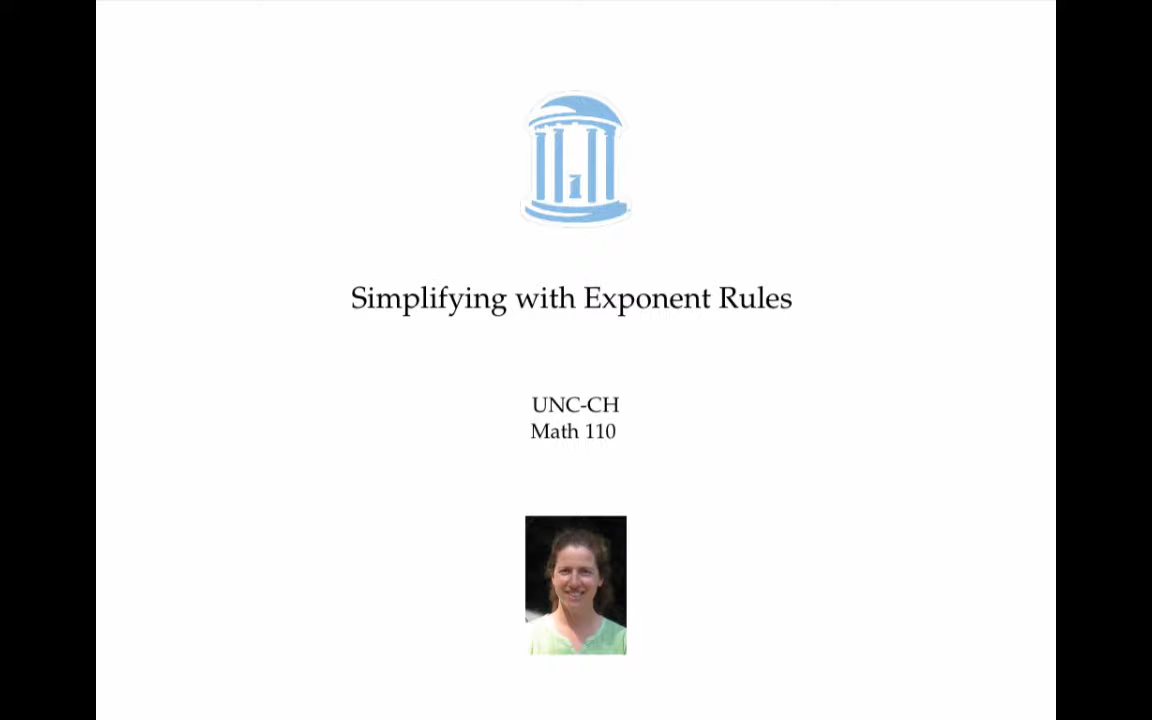 Simplifying with Exponent Rules
UNC-CH
Math 110